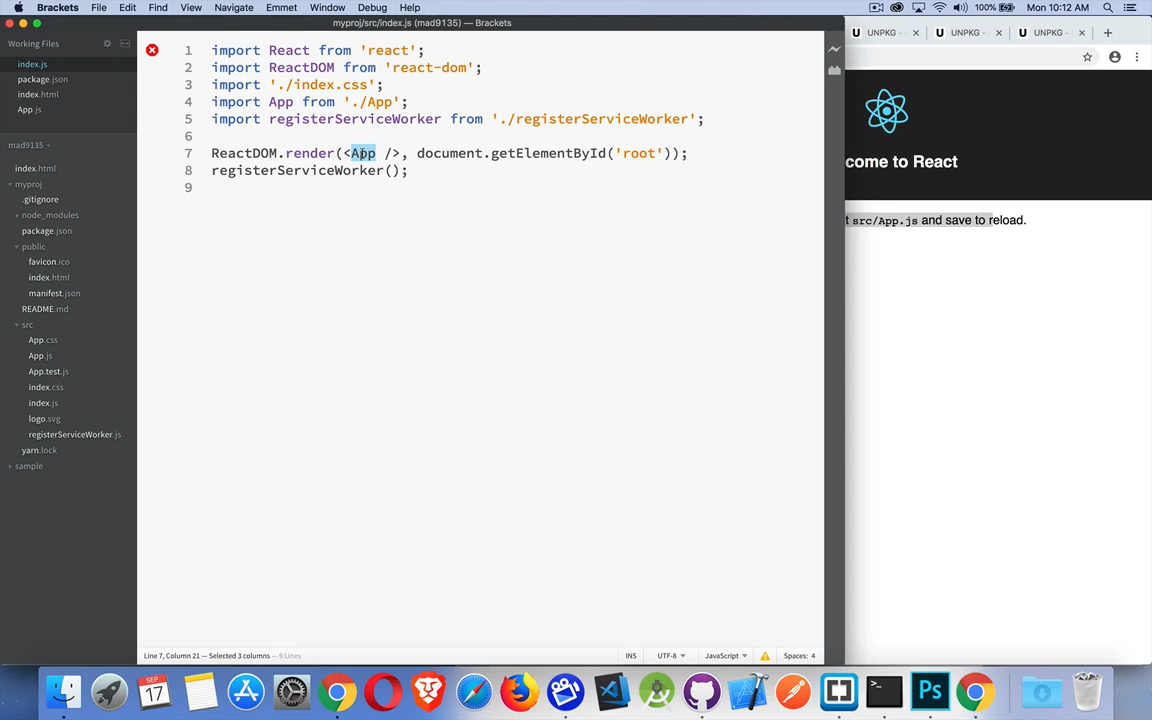 Brackets File Edit Find View Navigate Emmet Window Debug Help 100% Mon 10:12 AM
myproj/src/index.js (mad9135) — Brackets
UNPKG -
UNPKG -
UNPKG -
Working Files
index.js
package.json
index.html
App.js
mad9135
index.html
myproj
.gitignore
node_modules
package.json
public
favicon.ico
index.html
manifest.json
README.md
src
App.css
App.js
App.test.js
index.css
index.js
logo.svg
registerServiceWorker.js
yarn.lock
sample
1 import React from 'react';
2 import ReactDOM from 'react-dom';
3 import './index.css';
4 import App from './App';
5 import registerServiceWorker from './registerServiceWorker';
6
7 ReactDOM.render(<App />, document.getElementById('root'));
8 registerServiceWorker();
9
come to React
t src/App.js and save to reload.
Line 7, Column 21 — Selected 3 columns — 9 Lines
INS UTF-8 JavaScript Spaces: 4
SEP
17
>_
Ps